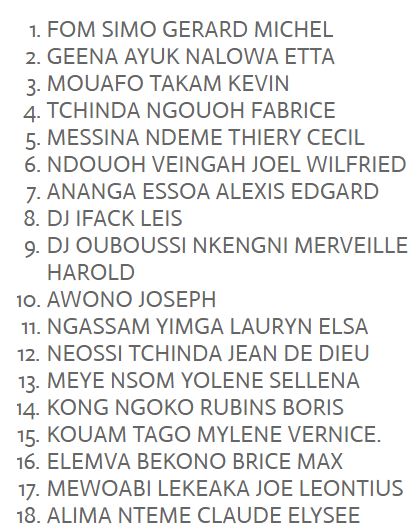 1. FOM SIMO GERARD MICHEL
2. GEENA AYUK NALOWA ETTA
3. MOUAFO TAKAM KEVIN
4. TCHINDA NGOUOH FABRICE
5. MESSINA NDEME THIERY CECIL
6. NDOUOH VEINGAH JOEL WILFRIED
7. ANANGA ESSOA ALEXIS EDGARD
8. DJ IFACK LEIS
9. DJ OUBOUSSI NKENGNI MERVEILLE
HAROLD
10. AWONO JOSEPH
11. NGASSAM YIMGA LAURYN ELSA
12. NEOSSI TCHINDA JEAN DE DIEU
13. MEYE NSOM YOLENE SELLENA
14. KONG NGOKO RUBINS BORIS
15. KOUAM TAGO MYLENE VERNICE.
16. ELEMVA BEKONO BRICE MAX
17. MEWOABI LEKEAKA JOE LEONTIUS
18. ALIMA NTEME CLAUDE ELYSEE